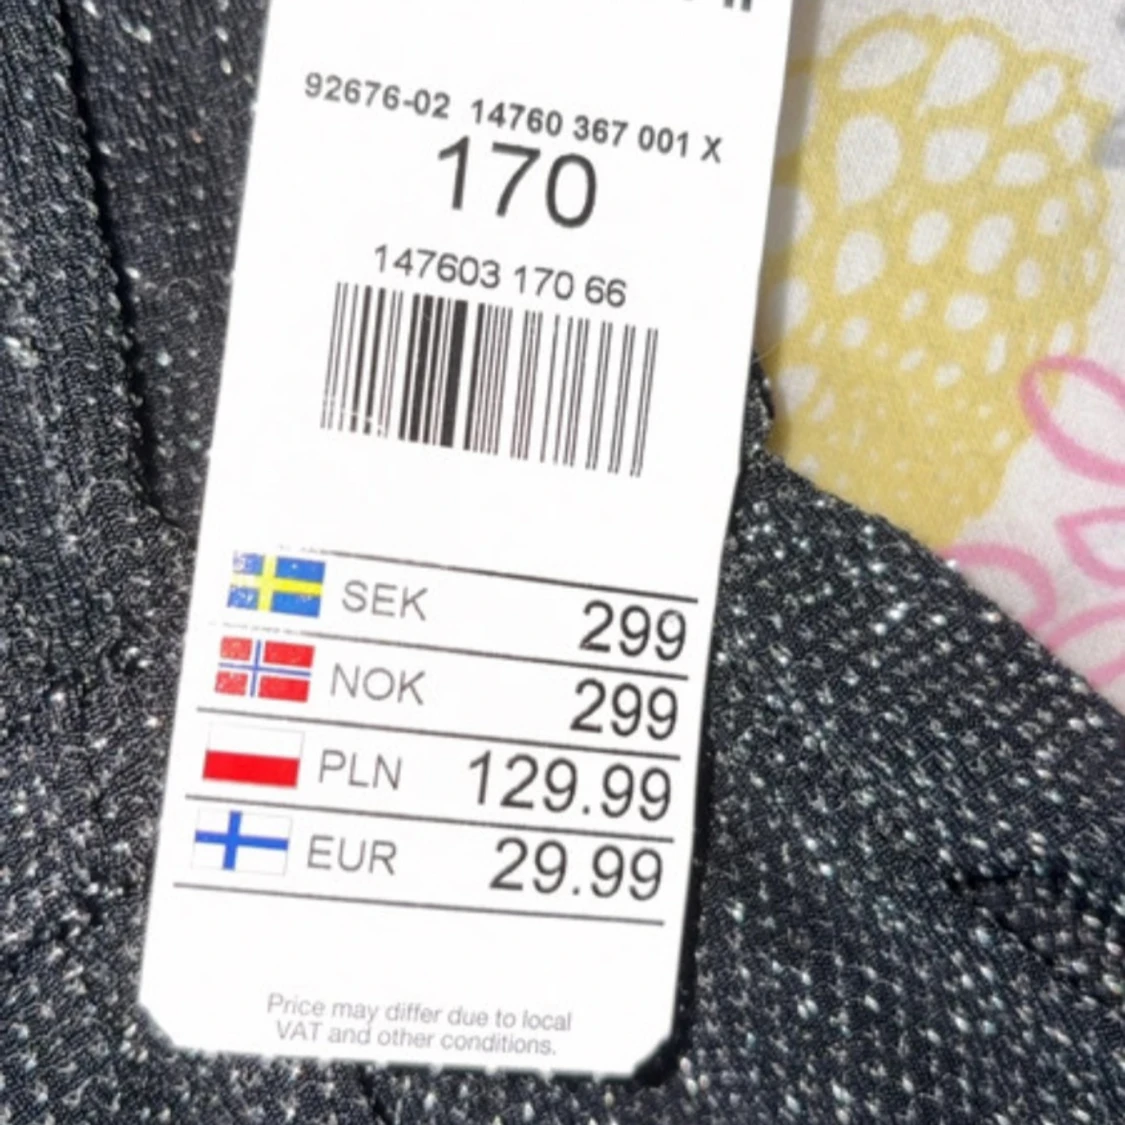 92676-02 14760 367 001 X
170
147603 170 66
SEK 299
NOK 299
PLN 129.99
EUR 29.99
Price may differ due to local
VAT and other conditions.